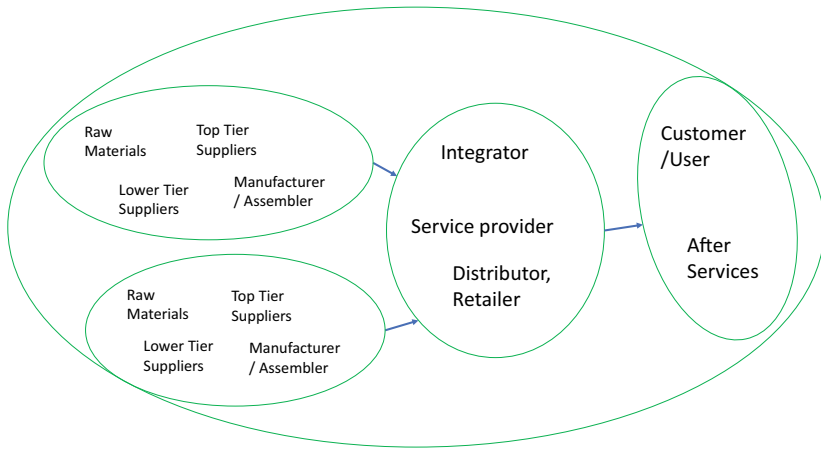 Raw
Materials
Top Tier
Suppliers
Lower Tier
Suppliers
Manufacturer
/ Assembler
Raw
Materials
Top Tier
Suppliers
Lower Tier
Suppliers
Manufacturer
/ Assembler
Integrator
Service provider
Distributor,
Retailer
Customer
/User
After
Services